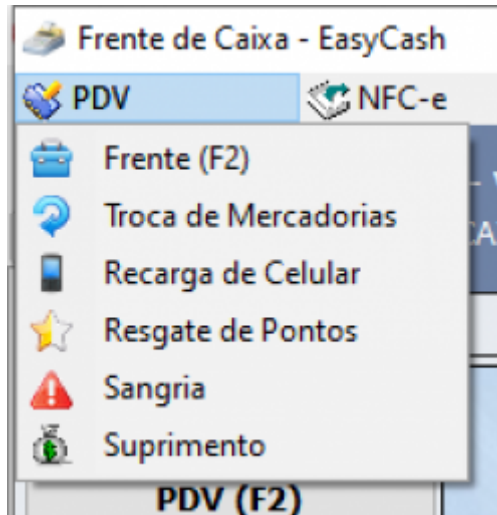 Frente de Caixa - EasyCash
PDV
NFC-e
Frente (F2)
Troca de Mercadorias
Recarga de Celular
Resgate de Pontos
Sangria
Suprimento
PDV (F2)